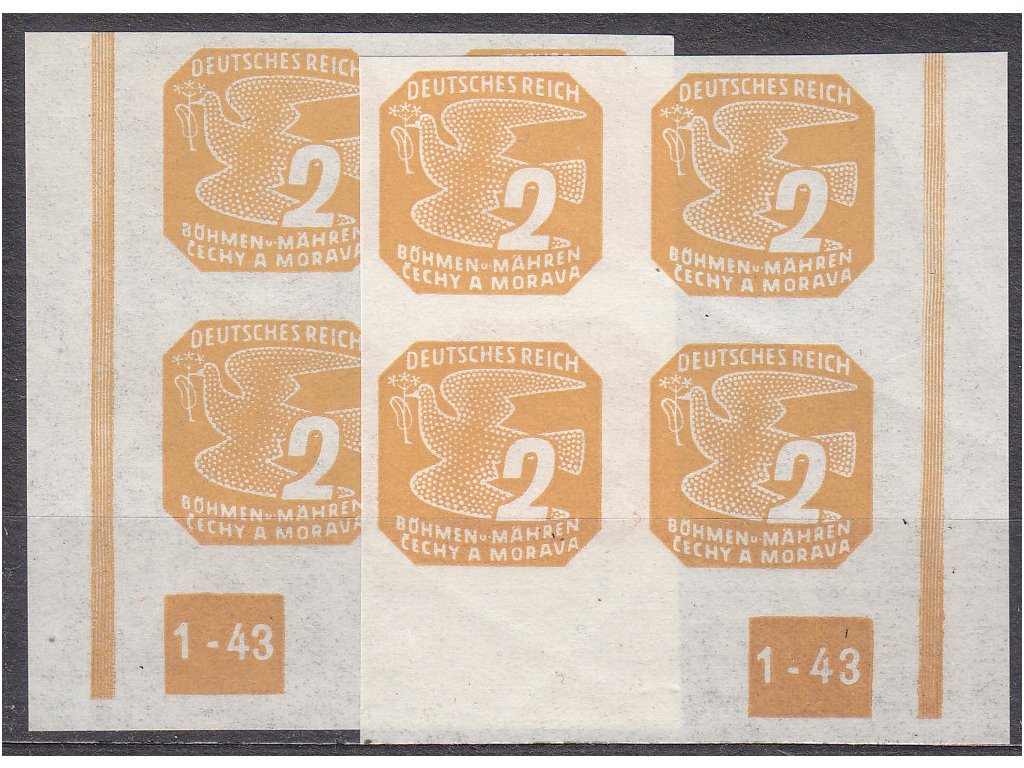 DEUTSCHES REICH
2
BÖHMEN u. MÄHREN
ČECHY A MORAVA
DEUTSCHES REICH
2
BÖHMEN u. MÄHREN
ČECHY A MORAVA
DEUTSCHES REICH
2
BÖHMEN u. MÄHREN
ČECHY A MORAVA
DEUTSCHES REICH
2
BÖHMEN u. MÄHREN
ČECHY A MORAVA
DEUTSCHES REICH
2
BÖHMEN u. MÄHREN
ČECHY A MORAVA
DEUTSCHES REICH
2
BÖHMEN u. MÄHREN
ČECHY A MORAVA
1 - 43
1 - 43